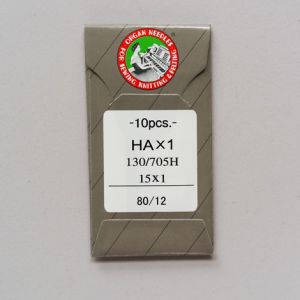 ORGAN NEEDLES
FOR SEWING, KNITTING & FELTING
-10pcs.-
HA×1
130/705H
15x1
80/12